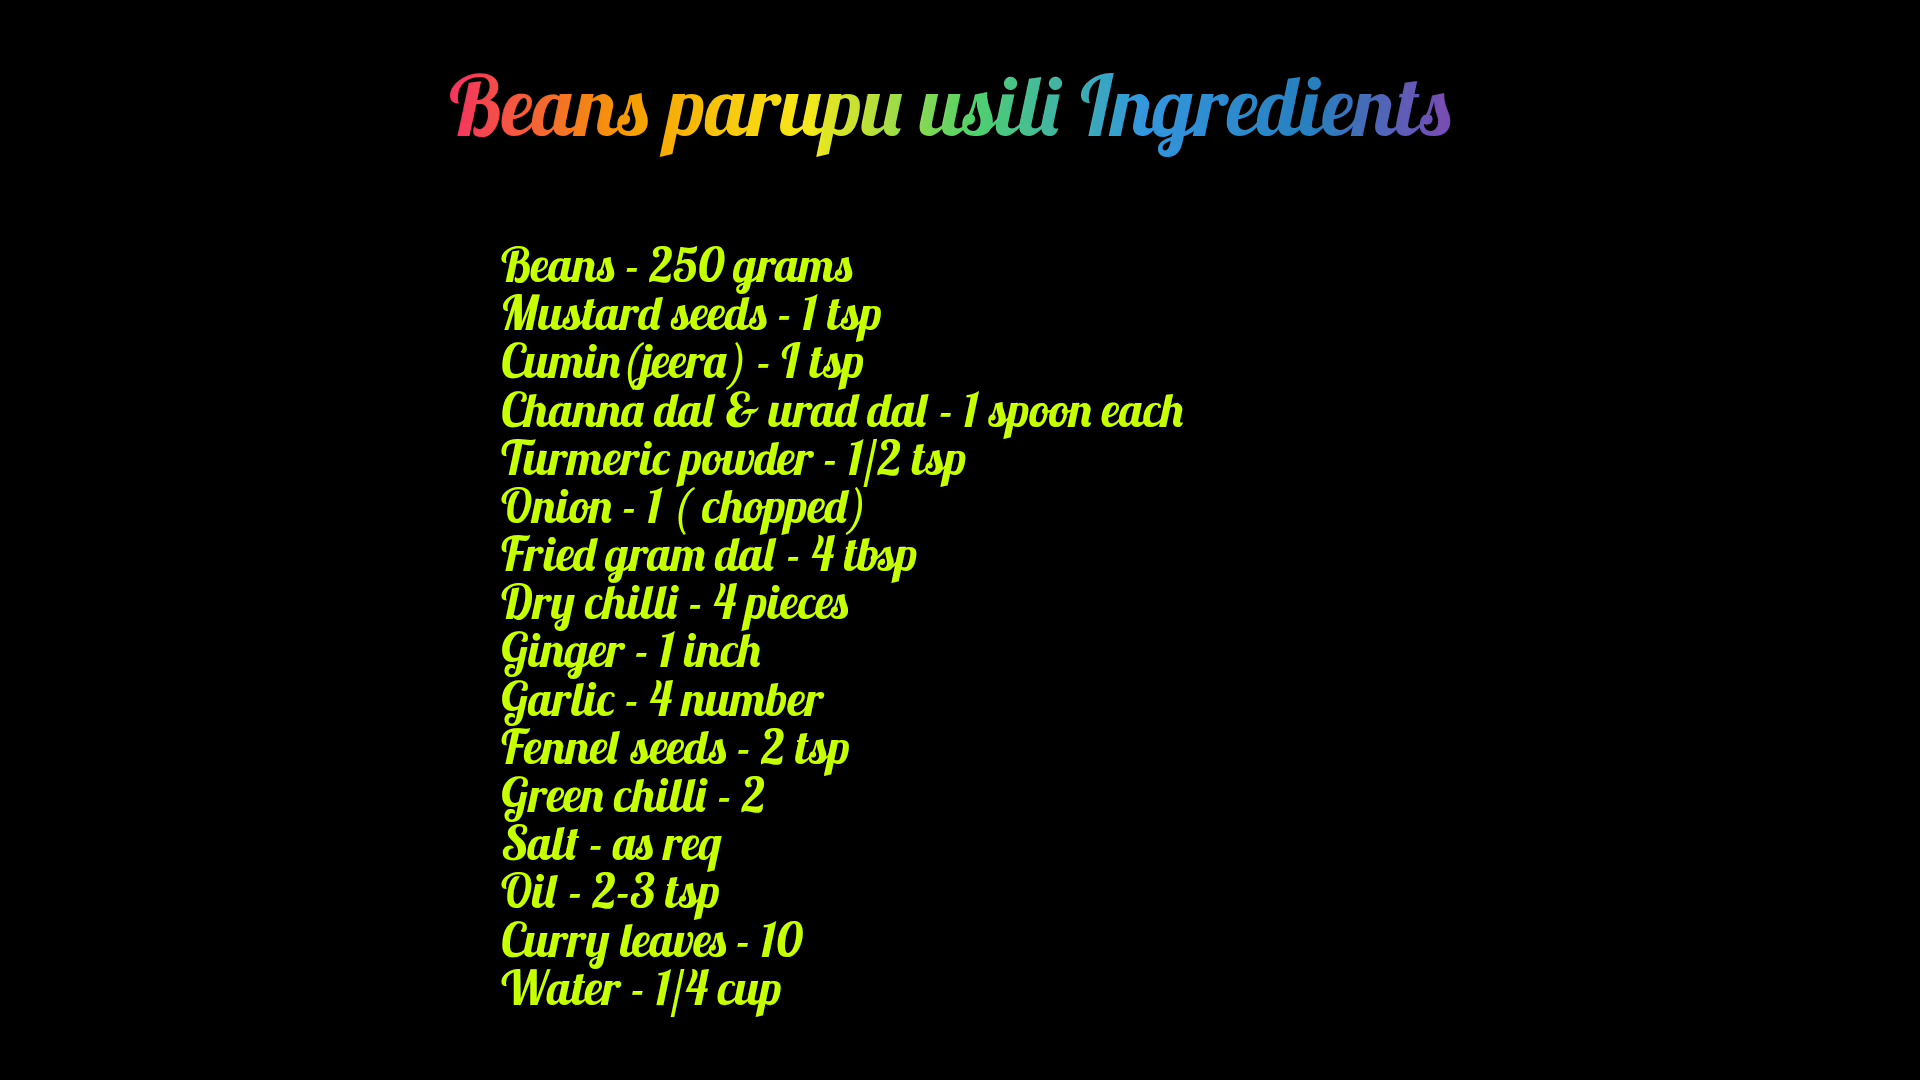 Beans parupu usili Ingredients
Beans - 250 grams
Mustard seeds - 1 tsp
Cumin(jeera) - 1 tsp
Channa dal & urad dal - 1 spoon each
Turmeric powder - 1/2 tsp
Onion - 1 ( chopped)
Fried gram dal - 4 tbsp
Dry chilli - 4 pieces
Ginger - 1 inch
Garlic - 4 number
Fennel seeds - 2 tsp
Green chilli - 2
Salt - as req
Oil - 2-3 tsp
Curry leaves - 10
Water - 1/4 cup